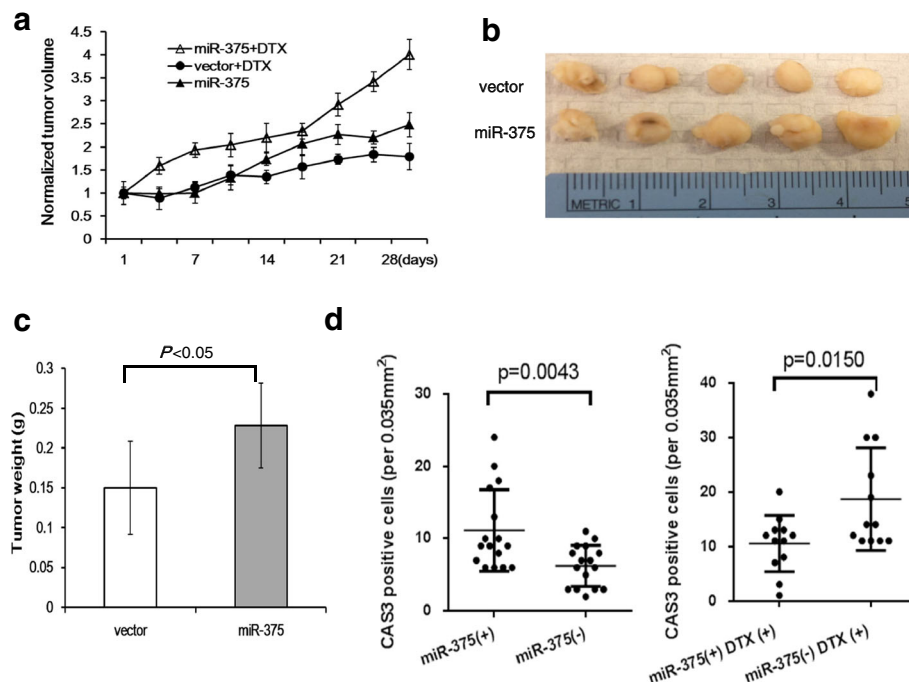 a
Normalized tumor volume
4.5
4
3.5
3
2.5
2
1.5
1
0.5
0
miR-375+DTX
vector+DTX
miR-375
1 7 14 21 28(days)
b
vector
miR-375
METRIC 1 2 3 4 5
c
P<0.05
Tumor weight (g)
0.3
0.25
0.2
0.15
0.1
0.05
0
vector miR-375
d
p=0.0043
CAS3 positive cells (per 0.035mm²)
30
20
10
0
miR-375(+) miR-375(-)
p=0.0150
CAS3 positive cells (per 0.035mm²)
40
30
20
10
0
miR-375(+) DTX (+) miR-375(-) DTX (+)